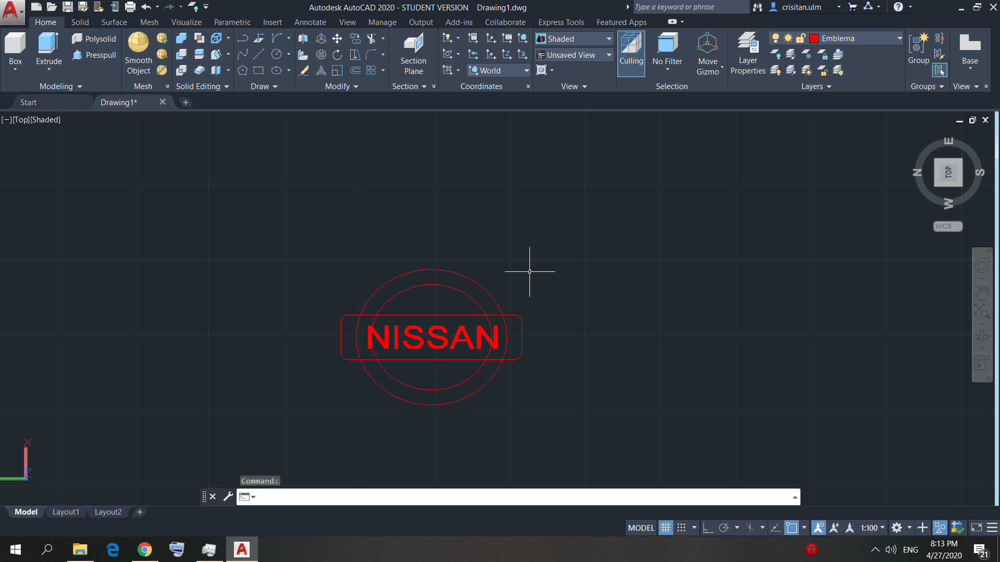 Autodesk AutoCAD 2020 - STUDENT VERSION Drawing1.dwg
Type a keyword or phrase
crisitan.ulm
Home Solid Surface Mesh Visualize Parametric Insert Annotate View Manage Output Add-ins Collaborate Express Tools Featured Apps
Box
Extrude
Polysolid
Presspull
Modeling
Smooth
Object
Mesh
Solid Editing
Draw
Modify
Section
Plane
Section
World
Coordinates
Shaded
Unsaved View
View
Culling
No Filter
Move
Gizmo
Selection
Layer
Properties
Emblema
Layers
Group
Groups
Base
View
Start
Drawing1*
[−][Top][Shaded]
E
N
TOP
S
W
WCS
NISSAN
X
Z
Command:
Model Layout1 Layout2
MODEL
1:100
ENG
8:13 PM
4/27/2020
21